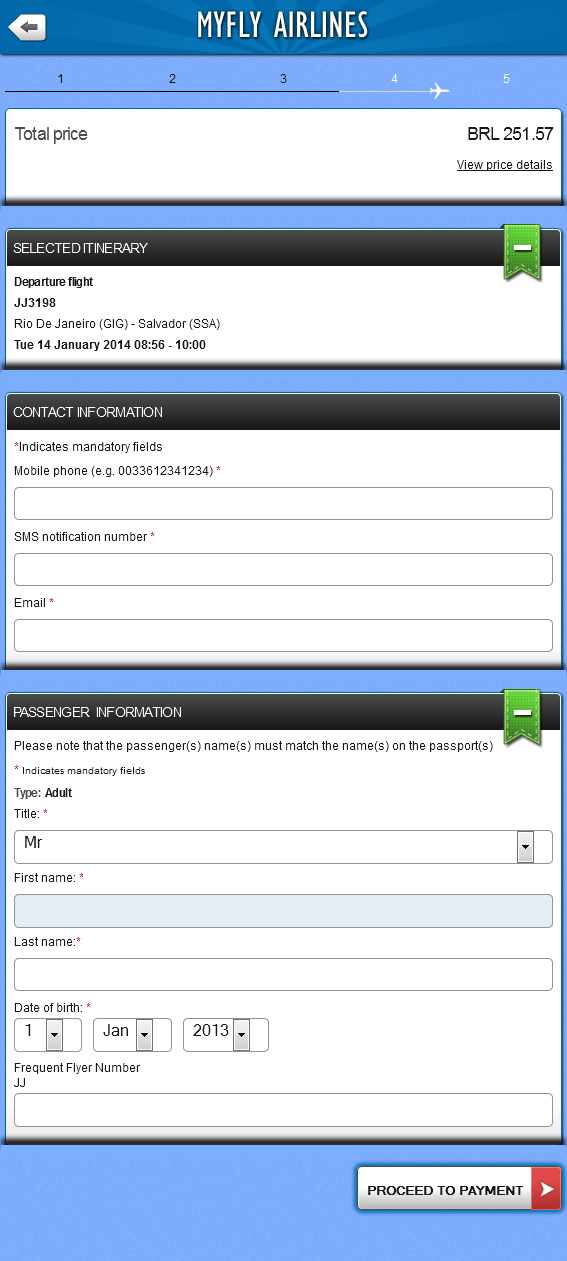 MYFLY AIRLINES
1 2 3 4 5
Total price BRL 251.57
View price details
SELECTED ITINERARY
Departure flight
JJ3198
Rio De Janeiro (GIG) - Salvador (SSA)
Tue 14 January 2014 08:56 - 10:00
CONTACT INFORMATION
*Indicates mandatory fields
Mobile phone (e.g. 0033612341234) *
SMS notification number *
Email *
PASSENGER INFORMATION
Please note that the passenger(s) name(s) must match the name(s) on the passport(s)
* Indicates mandatory fields
Type: Adult
Title: *
Mr
First name: *
Last name:*
Date of birth: *
1 Jan 2013
Frequent Flyer Number
JJ
PROCEED TO PAYMENT